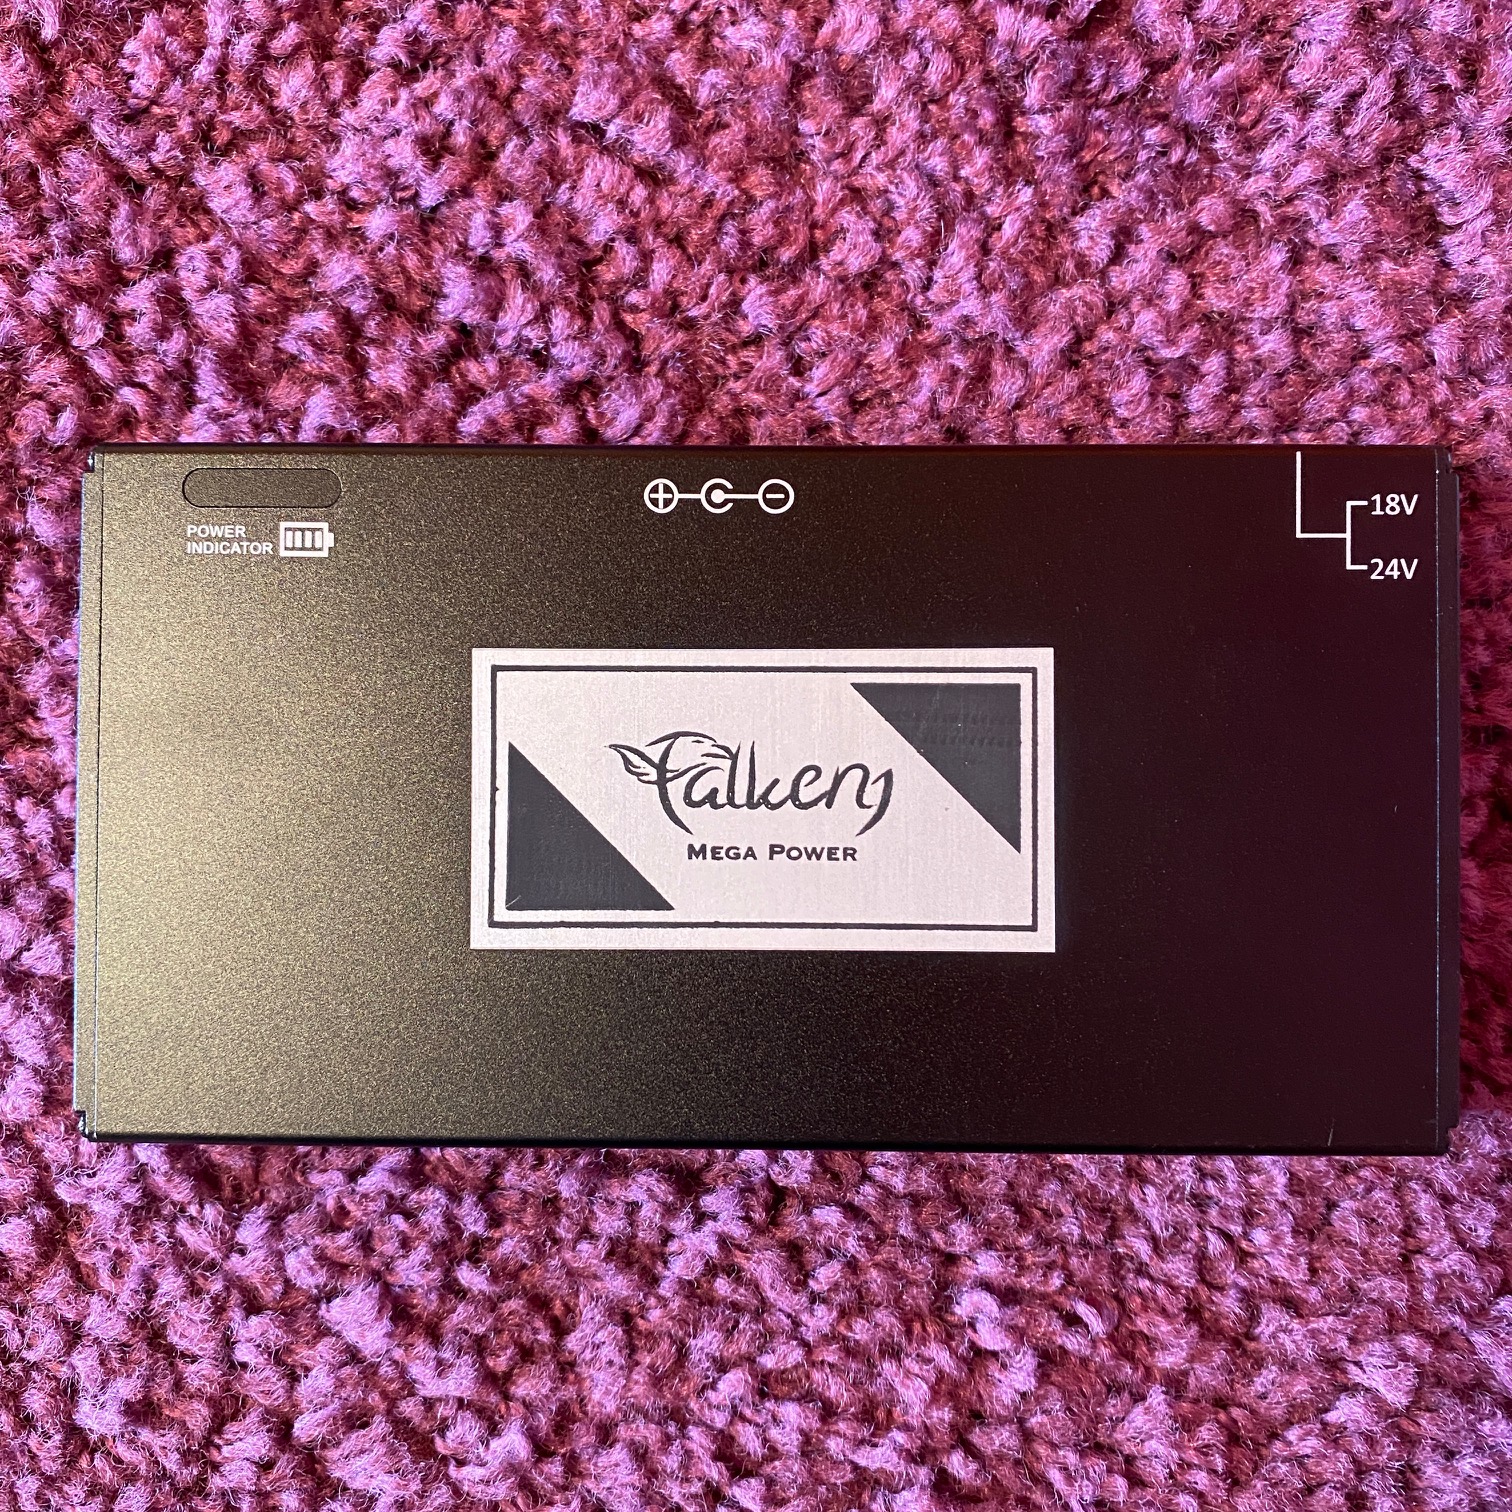 POWER
INDICATOR
18V
24V
Falken
MEGA POWER